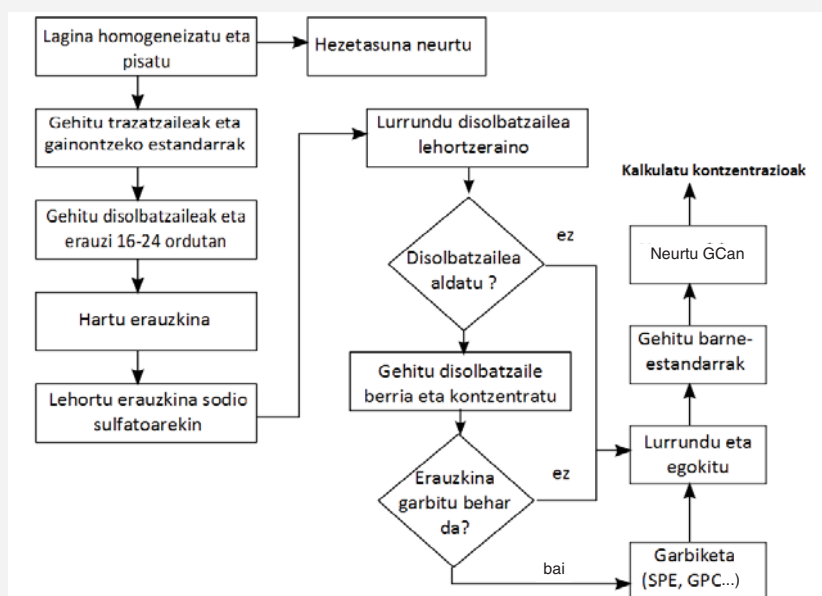 Lagina homogeneizatu eta
pisatu
Hezetasuna neurtu
Gehitu trazatzaileak eta
gainontzeko estandarrak
Gehitu disolbatzaileak eta
erauzi 16-24 ordutan
Hartu erauzkina
Lehortu erauzkina sodio
sulfatoarekin
Lurrundu disolbatzailea
lehortzeraino
Disolbatzailea
aldatu ?
ez
Gehitu disolbatzaile
berria eta kontzentratu
Erauzkina
garbitu behar
da?
ez
bai
Garbiketa
(SPE, GPC...)
Lurrundu eta
egokitu
Gehitu barne-
estandarrak
Neurtu GCan
Kalkulatu kontzentrazioak